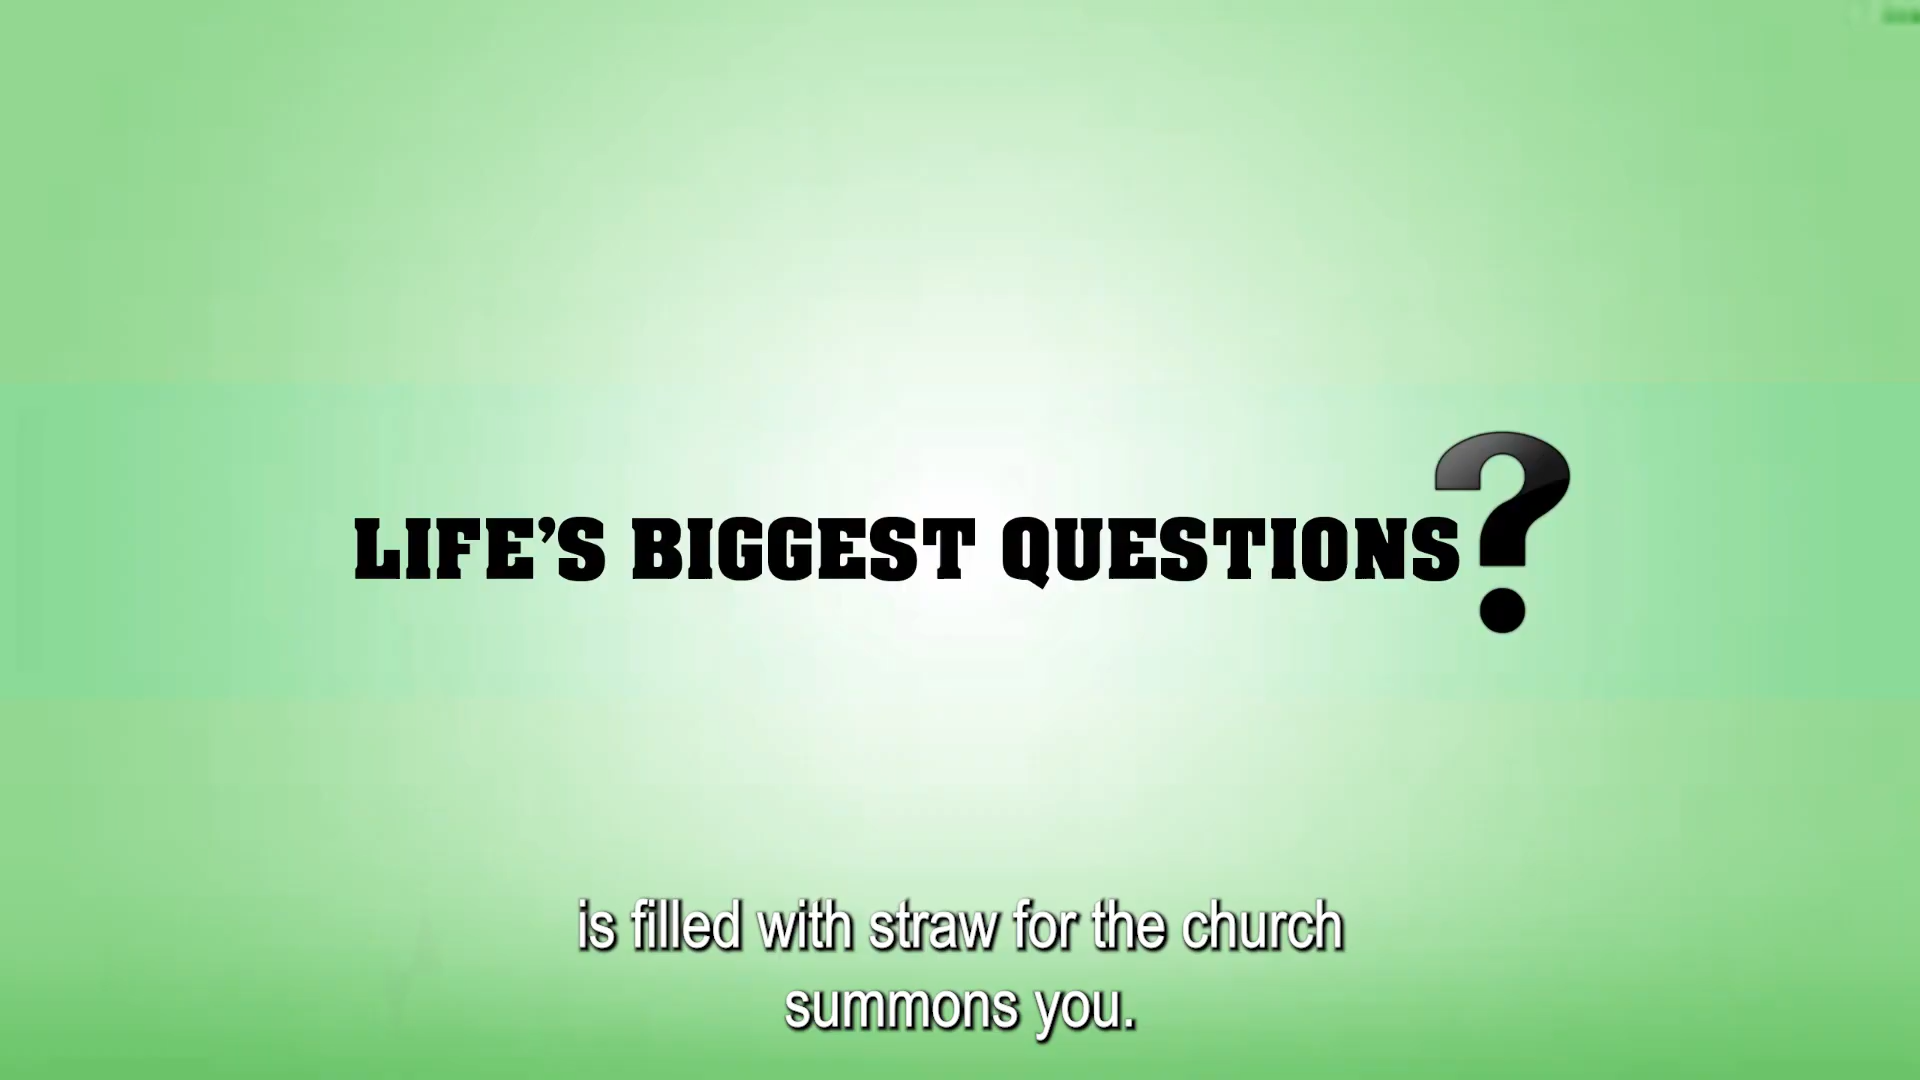 LIFE'S BIGGEST QUESTIONS?
is filled with straw for the church
summons you.